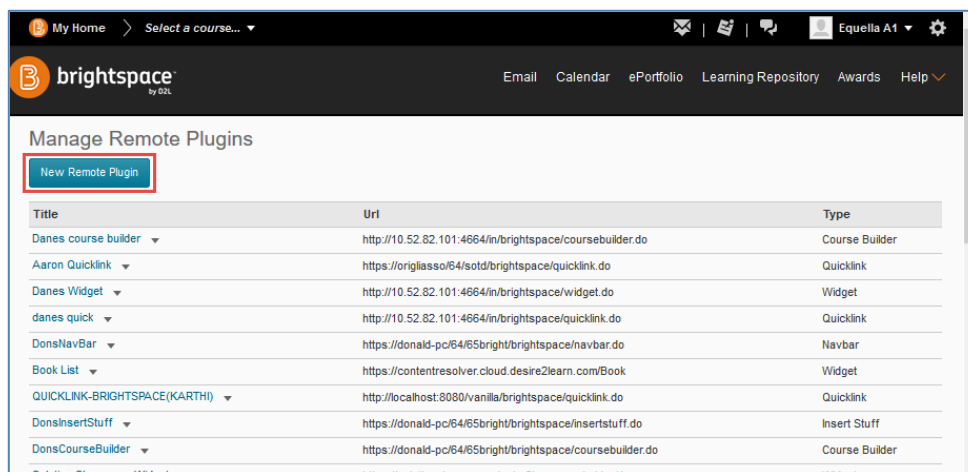 My Home Select a course... | | Equella A1
brightspace
by D2L
Email Calendar ePortfolio Learning Repository Awards Help
Manage Remote Plugins
New Remote Plugin
Title Url Type
Danes course builder http://10.52.82.101:4664/in/brightspace/coursebuilder.do Course Builder
Aaron Quicklink https://origliasso/64/sotd/brightspace/quicklink.do Quicklink
Danes Widget http://10.52.82.101:4664/in/brightspace/widget.do Widget
danes quick http://10.52.82.101:4664/in/brightspace/quicklink.do Quicklink
DonsNavBar https://donald-pc/64/65bright/brightspace/navbar.do Navbar
Book List https://contentresolver.cloud.desire2learn.com/Book Widget
QUICKLINK-BRIGHTSPACE(KARTHI) http://localhost:8080/vanilla/brightspace/quicklink.do Quicklink
DonsInsertStuff https://donald-pc/64/65bright/brightspace/insertstuff.do Insert Stuff
DonsCourseBuilder https://donald-pc/64/65bright/brightspace/coursebuilder.do Course Builder